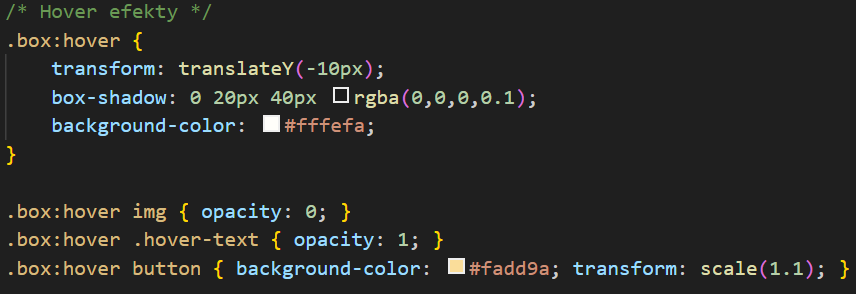 /* Hover efekty */
.box:hover {
    transform: translateY(-10px);
    box-shadow: 0 20px 40px rgba(0,0,0,0.1);
    background-color: #fffefa;
}

.box:hover img { opacity: 0; }
.box:hover .hover-text { opacity: 1; }
.box:hover button { background-color: #fadd9a; transform: scale(1.1); }